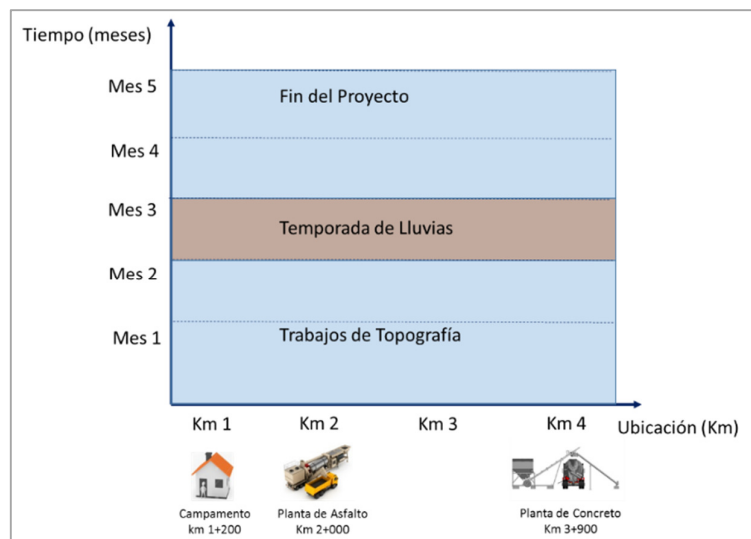 Tiempo (meses)
Mes 5
Fin del Proyecto
Mes 4
Mes 3
Temporada de Lluvias
Mes 2
Mes 1
Trabajos de Topografía
Km 1
Km 2
Km 3
Km 4
Ubicación (Km)
Campamento
km 1+200
Planta de Asfalto
Km 2+000
Planta de Concreto
Km 3+900